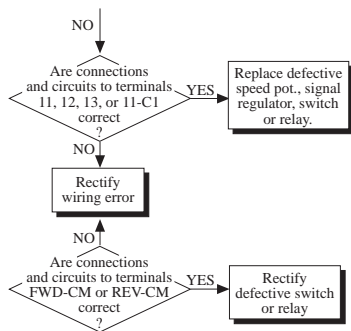 NO
Are connections
and circuits to terminals
11, 12, 13, or 11-C1
correct
?
YES
Replace defective
speed pot., signal
regulator, switch
or relay.
NO
Rectify
wiring error
NO
Are connections
and circuits to terminals
FWD-CM or REV-CM
correct
?
YES
Rectify
defective switch
or relay